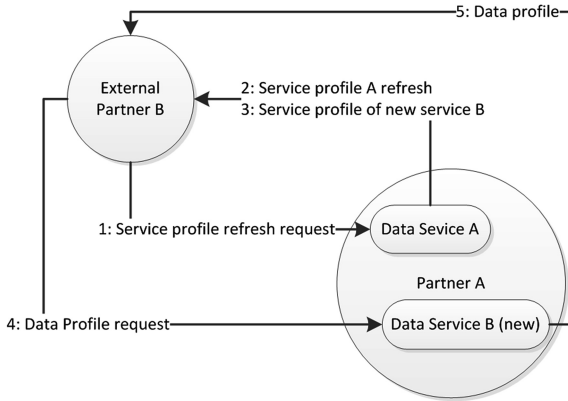 5: Data profile
External
Partner B
2: Service profile A refresh
3: Service profile of new service B
1: Service profile refresh request
Data Sevice A
Partner A
4: Data Profile request
Data Service B (new)